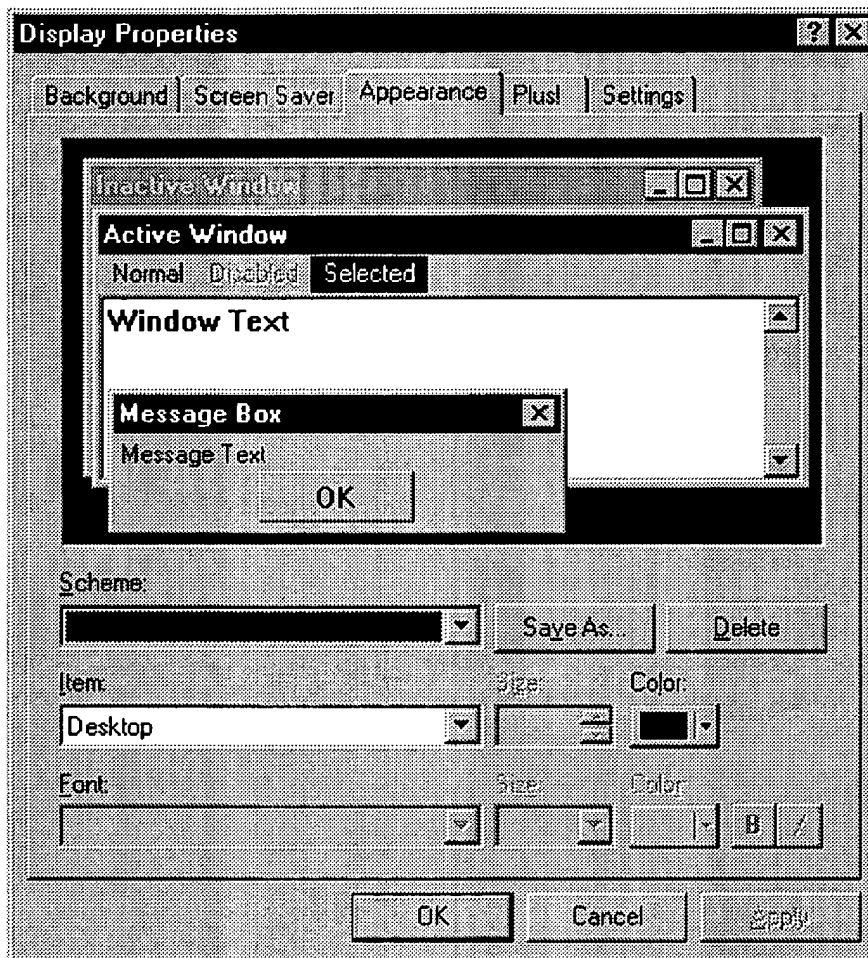 Display Properties
Background Screen Saver Appearance Plus! Settings
Inactive Window
Active Window
Normal Disabled Selected
Window Text
Message Box
Message Text
OK
Scheme:
Save As... Delete
Item: Size: Color:
Desktop
Font: Size: Color:
B /
OK Cancel Apply